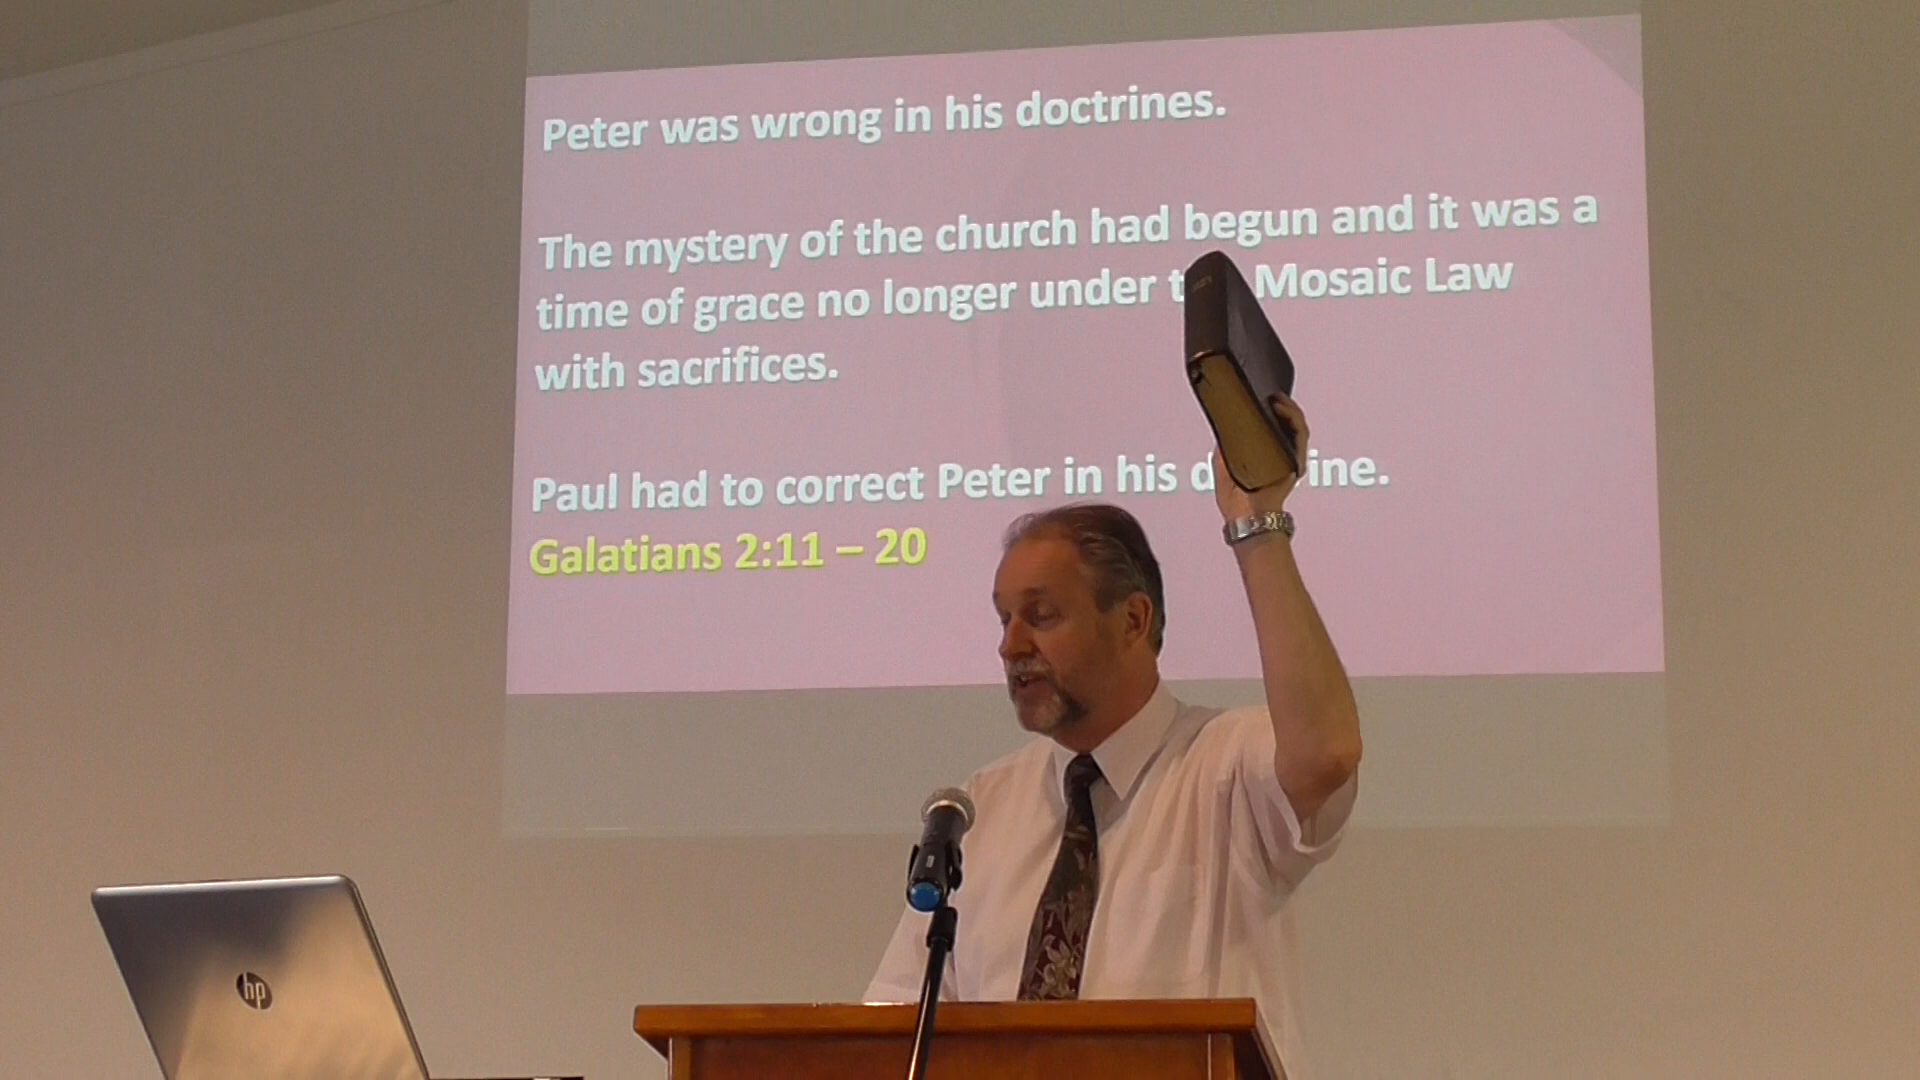 Peter was wrong in his doctrines.
The mystery of the church had begun and it was a
time of grace no longer under Mosaic Law
with sacrifices.
Paul had to correct Peter in his
Galatians 2:11 – 20
hp